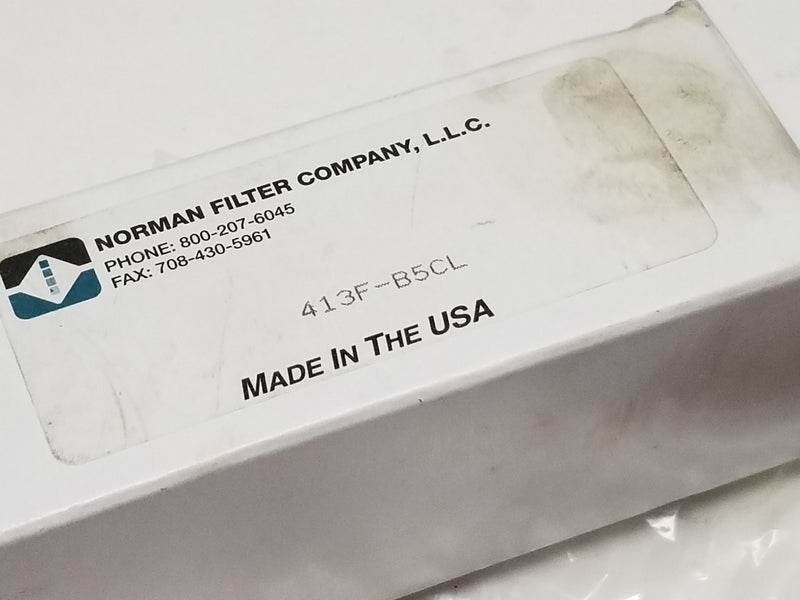 NORMAN FILTER COMPANY, L.L.C.
PHONE: 800-207-6045
FAX: 708-430-5961
413F-B5CL
MADE IN THE USA